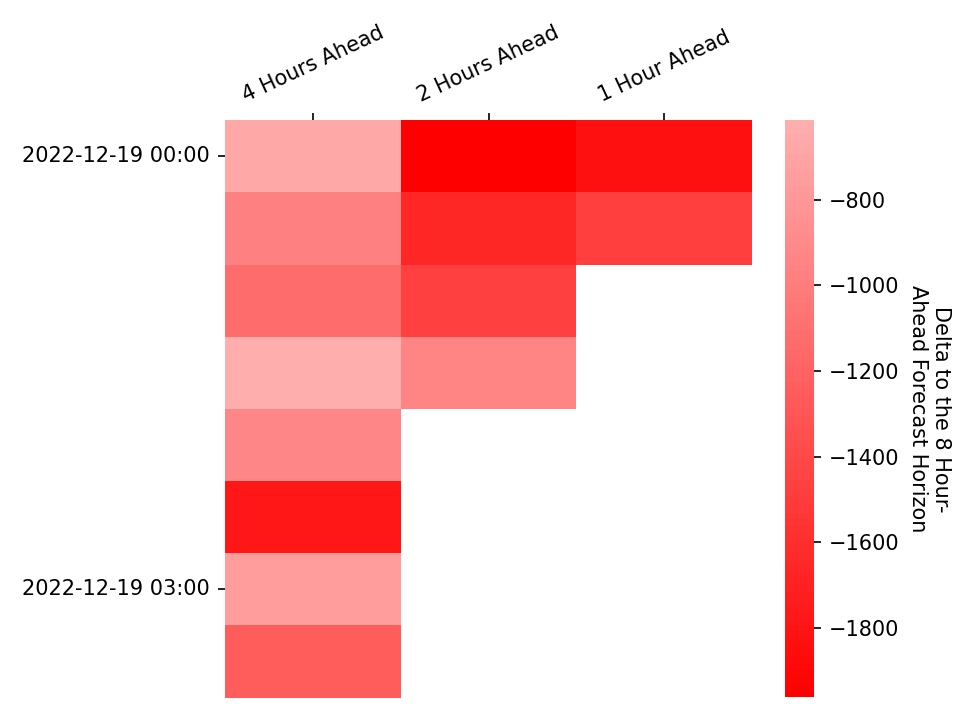 4 Hours Ahead
2 Hours Ahead
1 Hour Ahead
2022-12-19 00:00
2022-12-19 03:00
−800
−1000
−1200
−1400
−1600
−1800
Delta to the 8 Hour-
Ahead Forecast Horizon